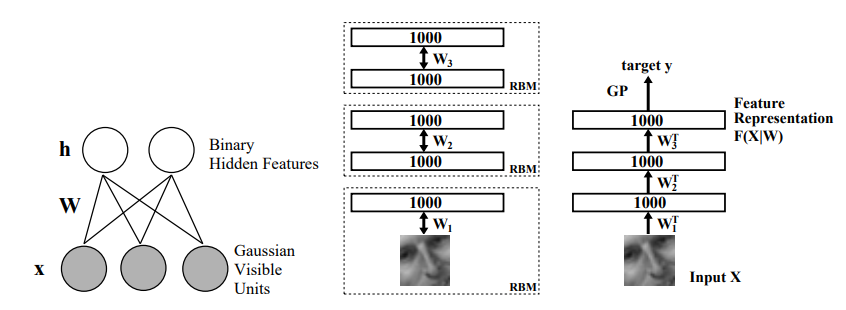 h
Binary
Hidden Features
W
x
Gaussian
Visible
Units
1000
W3
1000
RBM
1000
W2
1000
RBM
1000
W1
RBM
target y
GP
1000
Feature
Representation
F(X|W)
W3T
1000
W2T
1000
W1T
Input X